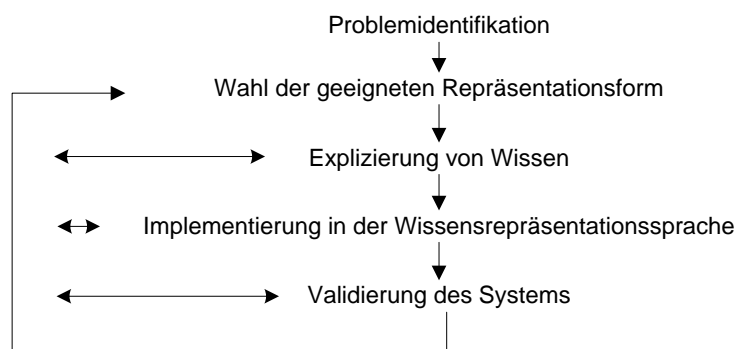 Problemidentifikation
Wahl der geeigneten Repräsentationsform
Explizierung von Wissen
Implementierung in der Wissensrepräsentationssprache
Validierung des Systems